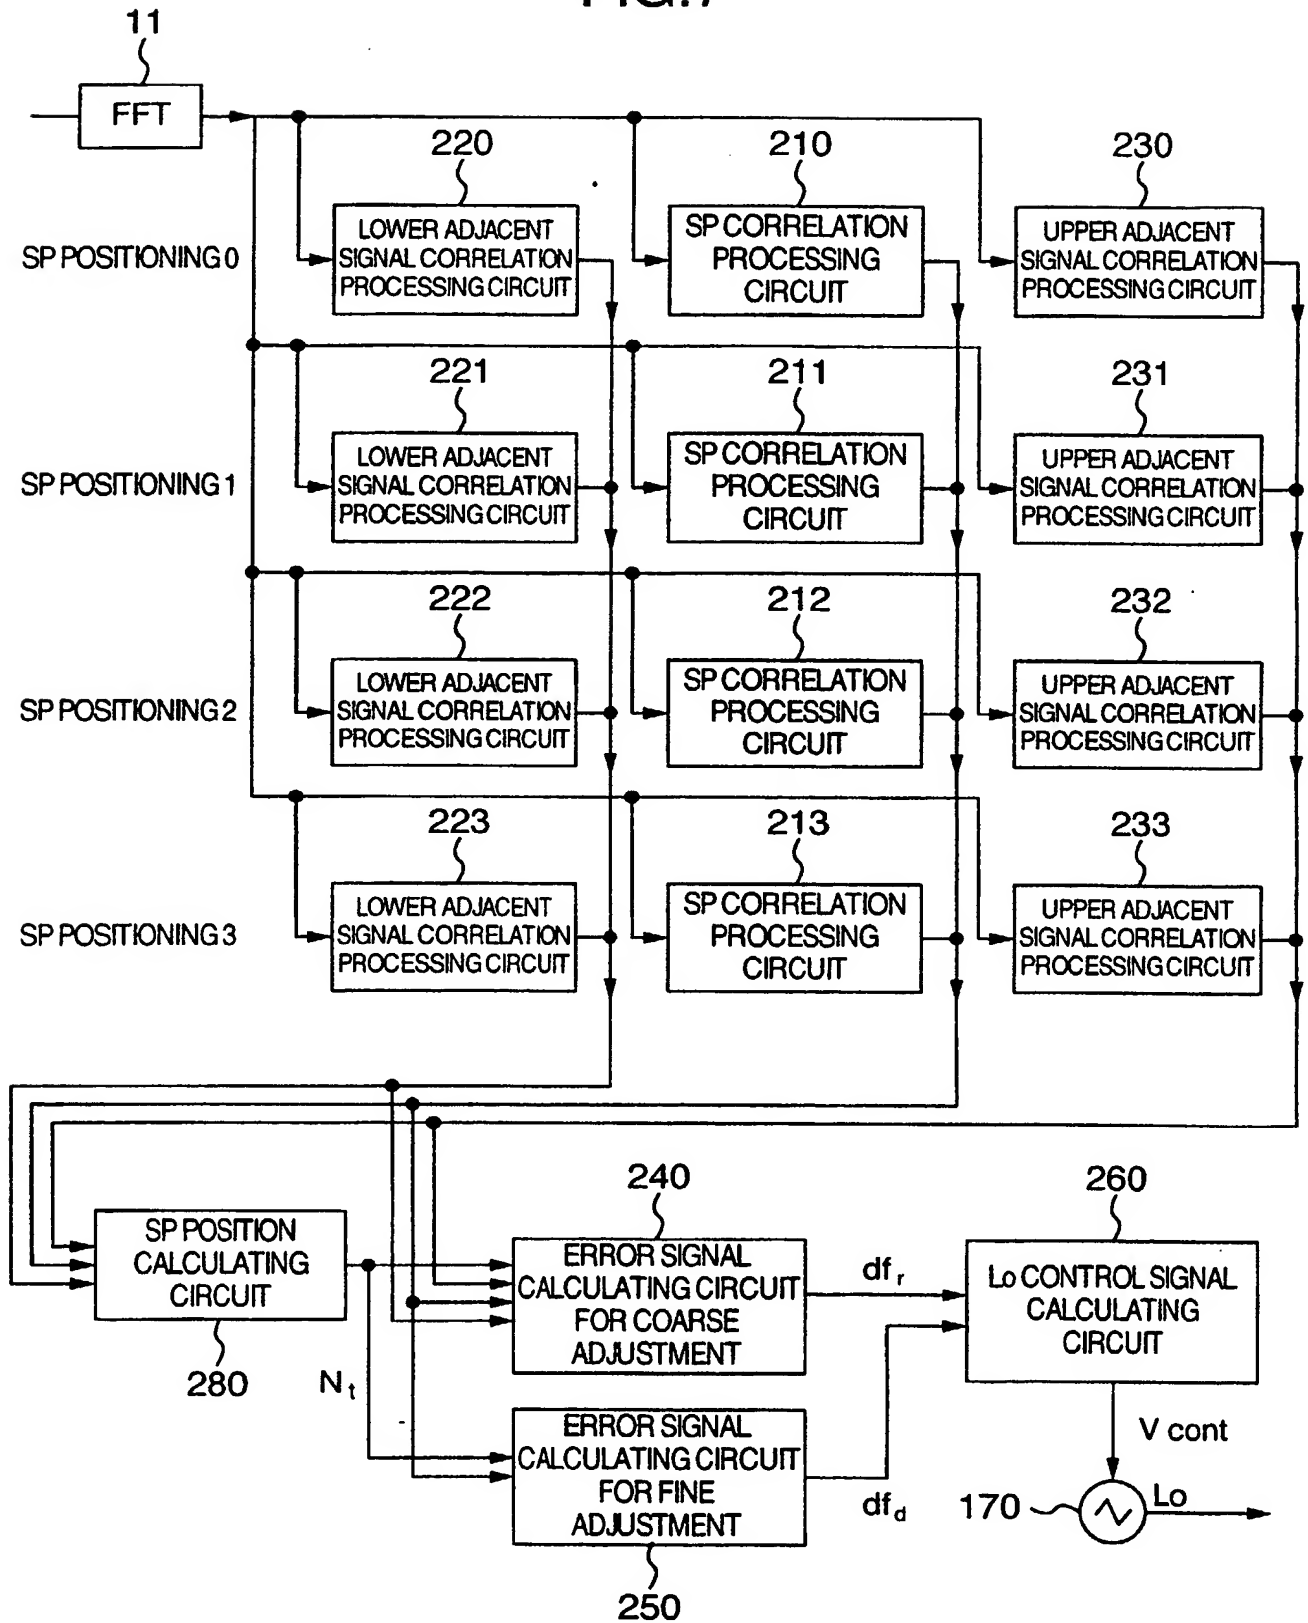 FIG.7
11
FFT
220
210
230
SP POSITIONING 0
LOWER ADJACENT
SIGNAL CORRELATION
PROCESSING CIRCUIT
SP CORRELATION
PROCESSING
CIRCUIT
UPPER ADJACENT
SIGNAL CORRELATION
PROCESSING CIRCUIT
221
211
231
SP POSITIONING 1
LOWER ADJACENT
SIGNAL CORRELATION
PROCESSING CIRCUIT
SP CORRELATION
PROCESSING
CIRCUIT
UPPER ADJACENT
SIGNAL CORRELATION
PROCESSING CIRCUIT
222
212
232
SP POSITIONING 2
LOWER ADJACENT
SIGNAL CORRELATION
PROCESSING CIRCUIT
SP CORRELATION
PROCESSING
CIRCUIT
UPPER ADJACENT
SIGNAL CORRELATION
PROCESSING CIRCUIT
223
213
233
SP POSITIONING 3
LOWER ADJACENT
SIGNAL CORRELATION
PROCESSING CIRCUIT
SP CORRELATION
PROCESSING
CIRCUIT
UPPER ADJACENT
SIGNAL CORRELATION
PROCESSING CIRCUIT
240
260
SP POSITION
CALCULATING
CIRCUIT
280
Nt
ERROR SIGNAL
CALCULATING CIRCUIT
FOR COARSE
ADJUSTMENT
dfr
Lo CONTROL SIGNAL
CALCULATING
CIRCUIT
ERROR SIGNAL
CALCULATING CIRCUIT
FOR FINE
ADJUSTMENT
250
dfd
V cont
170
Lo